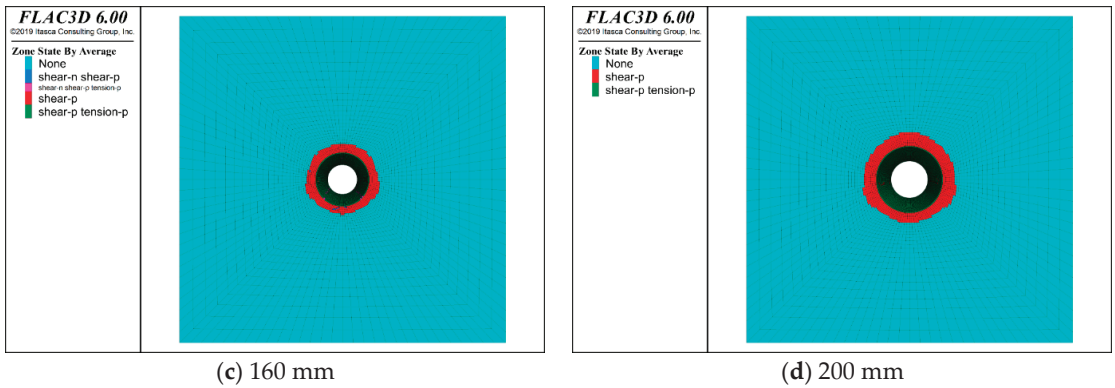 FLAC3D 6.00
©2019 Itasca Consulting Group, Inc.
Zone State By Average
None
shear-n shear-p
shear-n shear-p tension-p
shear-p
shear-p tension-p
(c) 160 mm
FLAC3D 6.00
©2019 Itasca Consulting Group, Inc.
Zone State By Average
None
shear-p
shear-p tension-p
(d) 200 mm